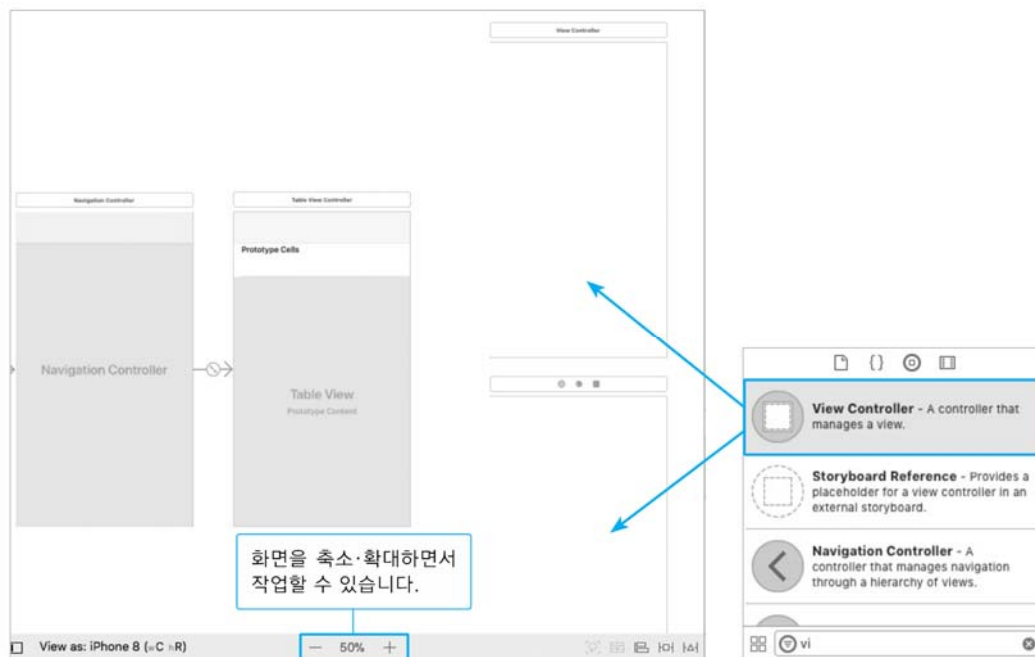 View Controller
Navigation Controller
Table View Controller
Prototype Cells
Navigation Controller
Table View
Prototype Content
화면을 축소·확대하면서
작업할 수 있습니다.
View as: iPhone 8 (wC hR)
50%
View Controller - A controller that
manages a view.
Storyboard Reference - Provides a
placeholder for a view controller in an
external storyboard.
Navigation Controller - A
controller that manages navigation
through a hierarchy of views.
vi